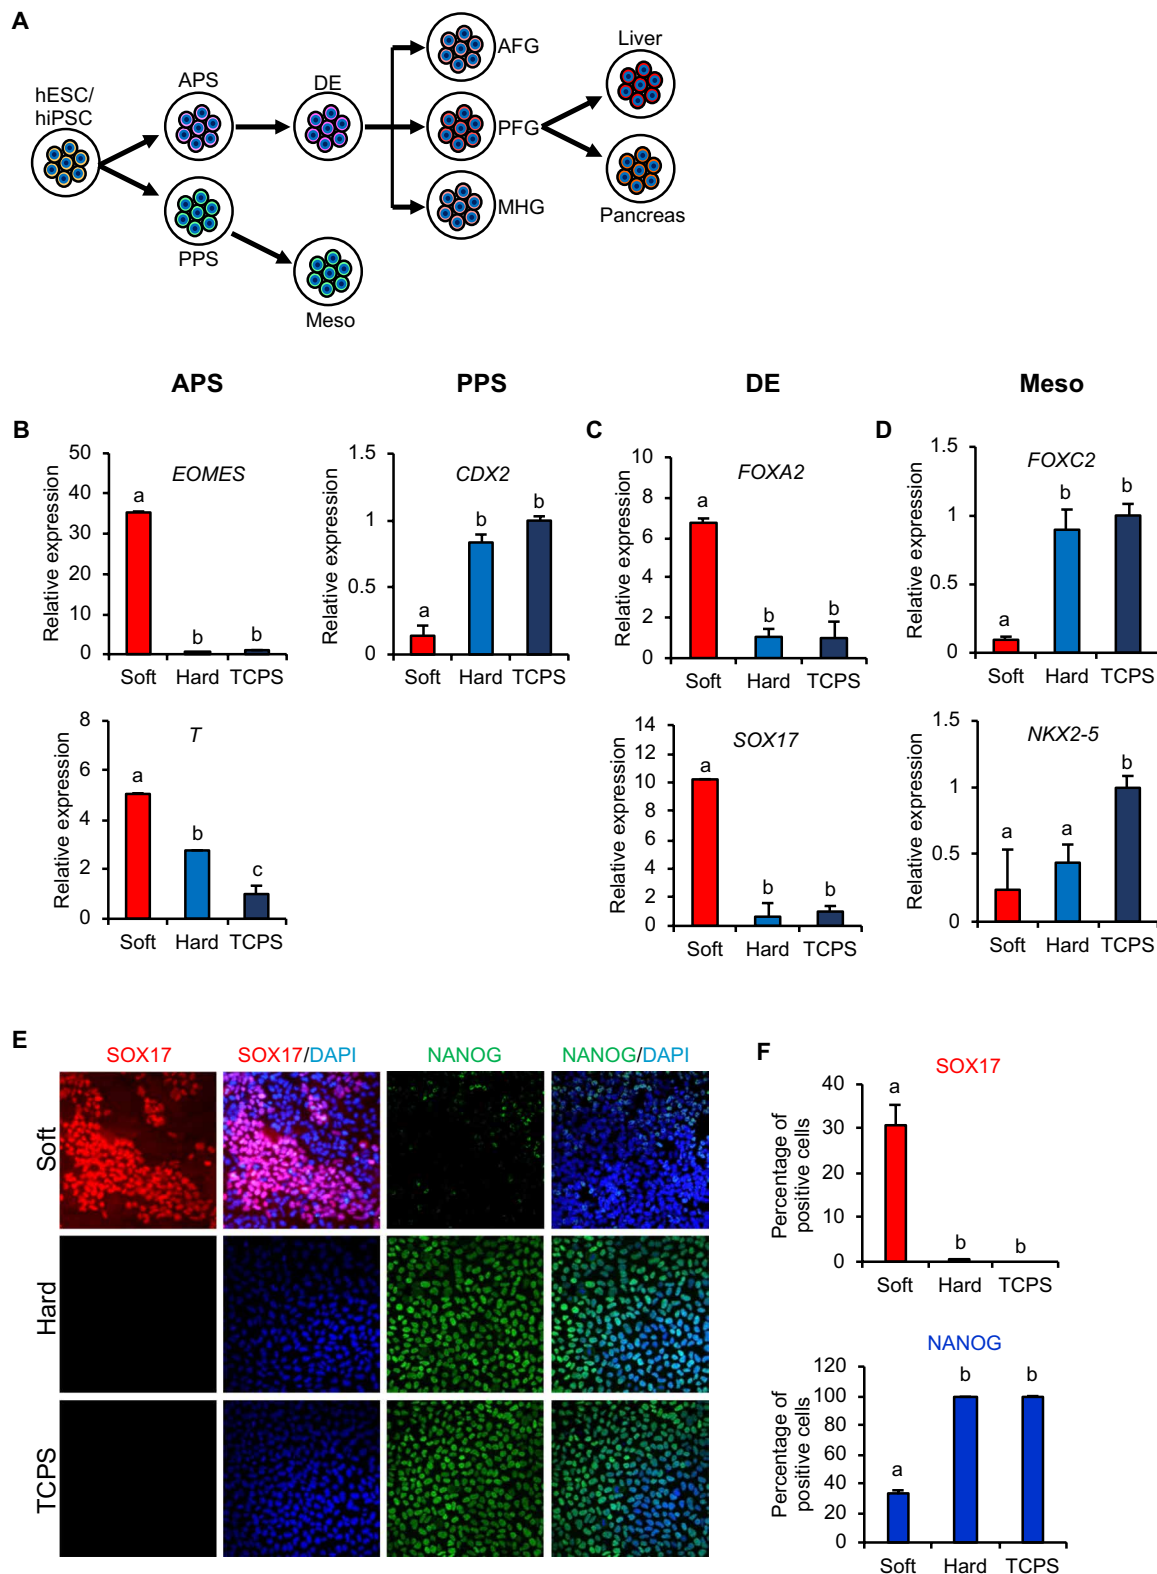 A
hESC/
hiPSC
APS
PPS
DE
Meso
AFG
PFG
MHG
Liver
Pancreas
APS
PPS
DE
Meso
B
Relative expression
50
40
30
20
10
0
EOMES
a
b
b
Soft Hard TCPS
Relative expression
1.5
1
0.5
0
CDX2
a
b
b
Soft Hard TCPS
Relative expression
8
6
4
2
0
T
a
b
c
Soft Hard TCPS
C
Relative expression
10
8
6
4
2
0
FOXA2
a
b
b
Soft Hard TCPS
Relative expression
14
12
10
8
6
4
2
0
SOX17
a
b
b
Soft Hard TCPS
D
Relative expression
1.5
1
0.5
0
FOXC2
a
b
b
Soft Hard TCPS
Relative expression
1.5
1
0.5
0
NKX2-5
a
a
b
Soft Hard TCPS
E
SOX17
SOX17/DAPI
NANOG
NANOG/DAPI
Soft
Hard
TCPS
F
SOX17
Percentage of
positive cells
40
30
20
10
0
a
b
b
Soft Hard TCPS
NANOG
Percentage of
positive cells
120
100
80
60
40
20
0
a
b
b
Soft Hard TCPS